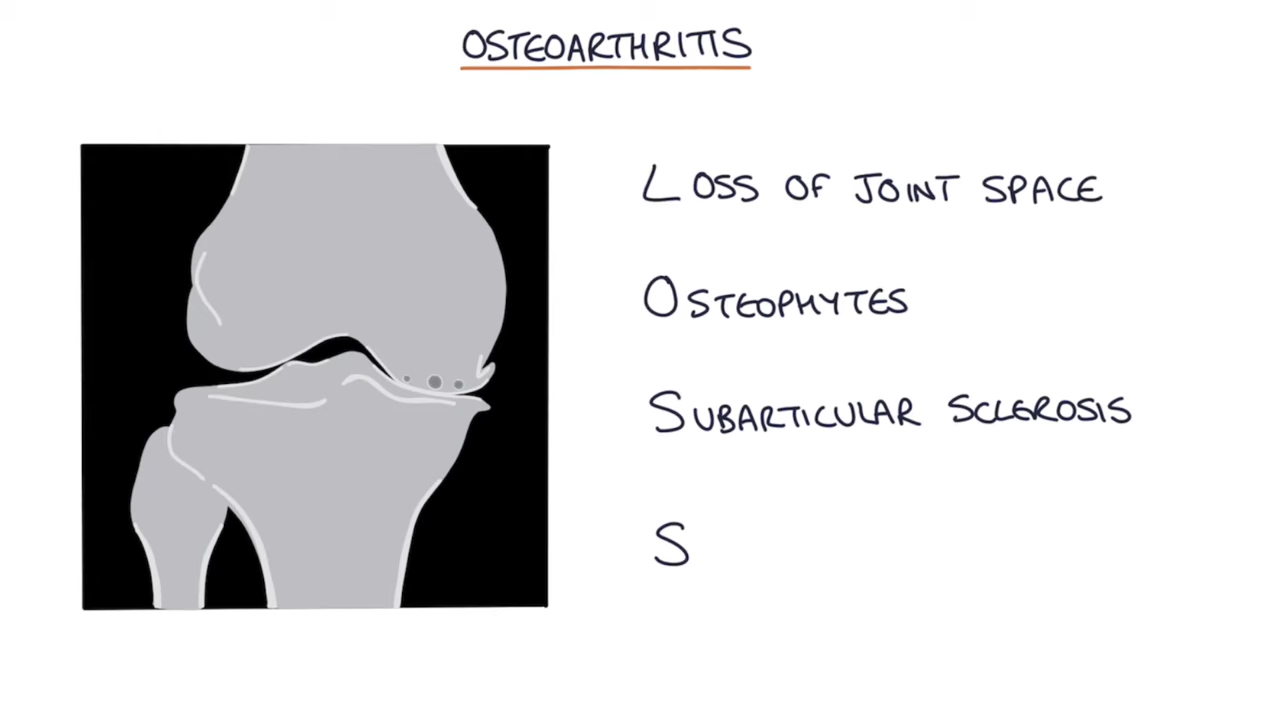 OSTEOARTHRITIS
LOSS OF JOINT SPACE
OSTEOPHYTES
SUBARTICULAR SCLEROSIS
S